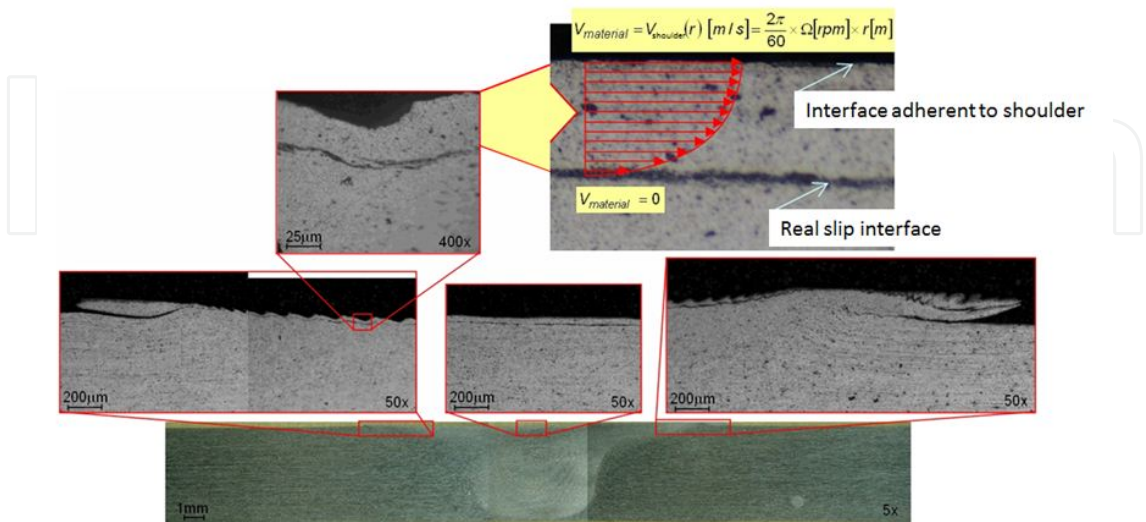 V_material = V_shoulder(r) [m/s] = 2π/60 × Ω[rpm] × r[m]
Interface adherent to shoulder
25μm
400x
V_material = 0
Real slip interface
200μm
50x
200μm
50x
200μm
50x
1mm
5x